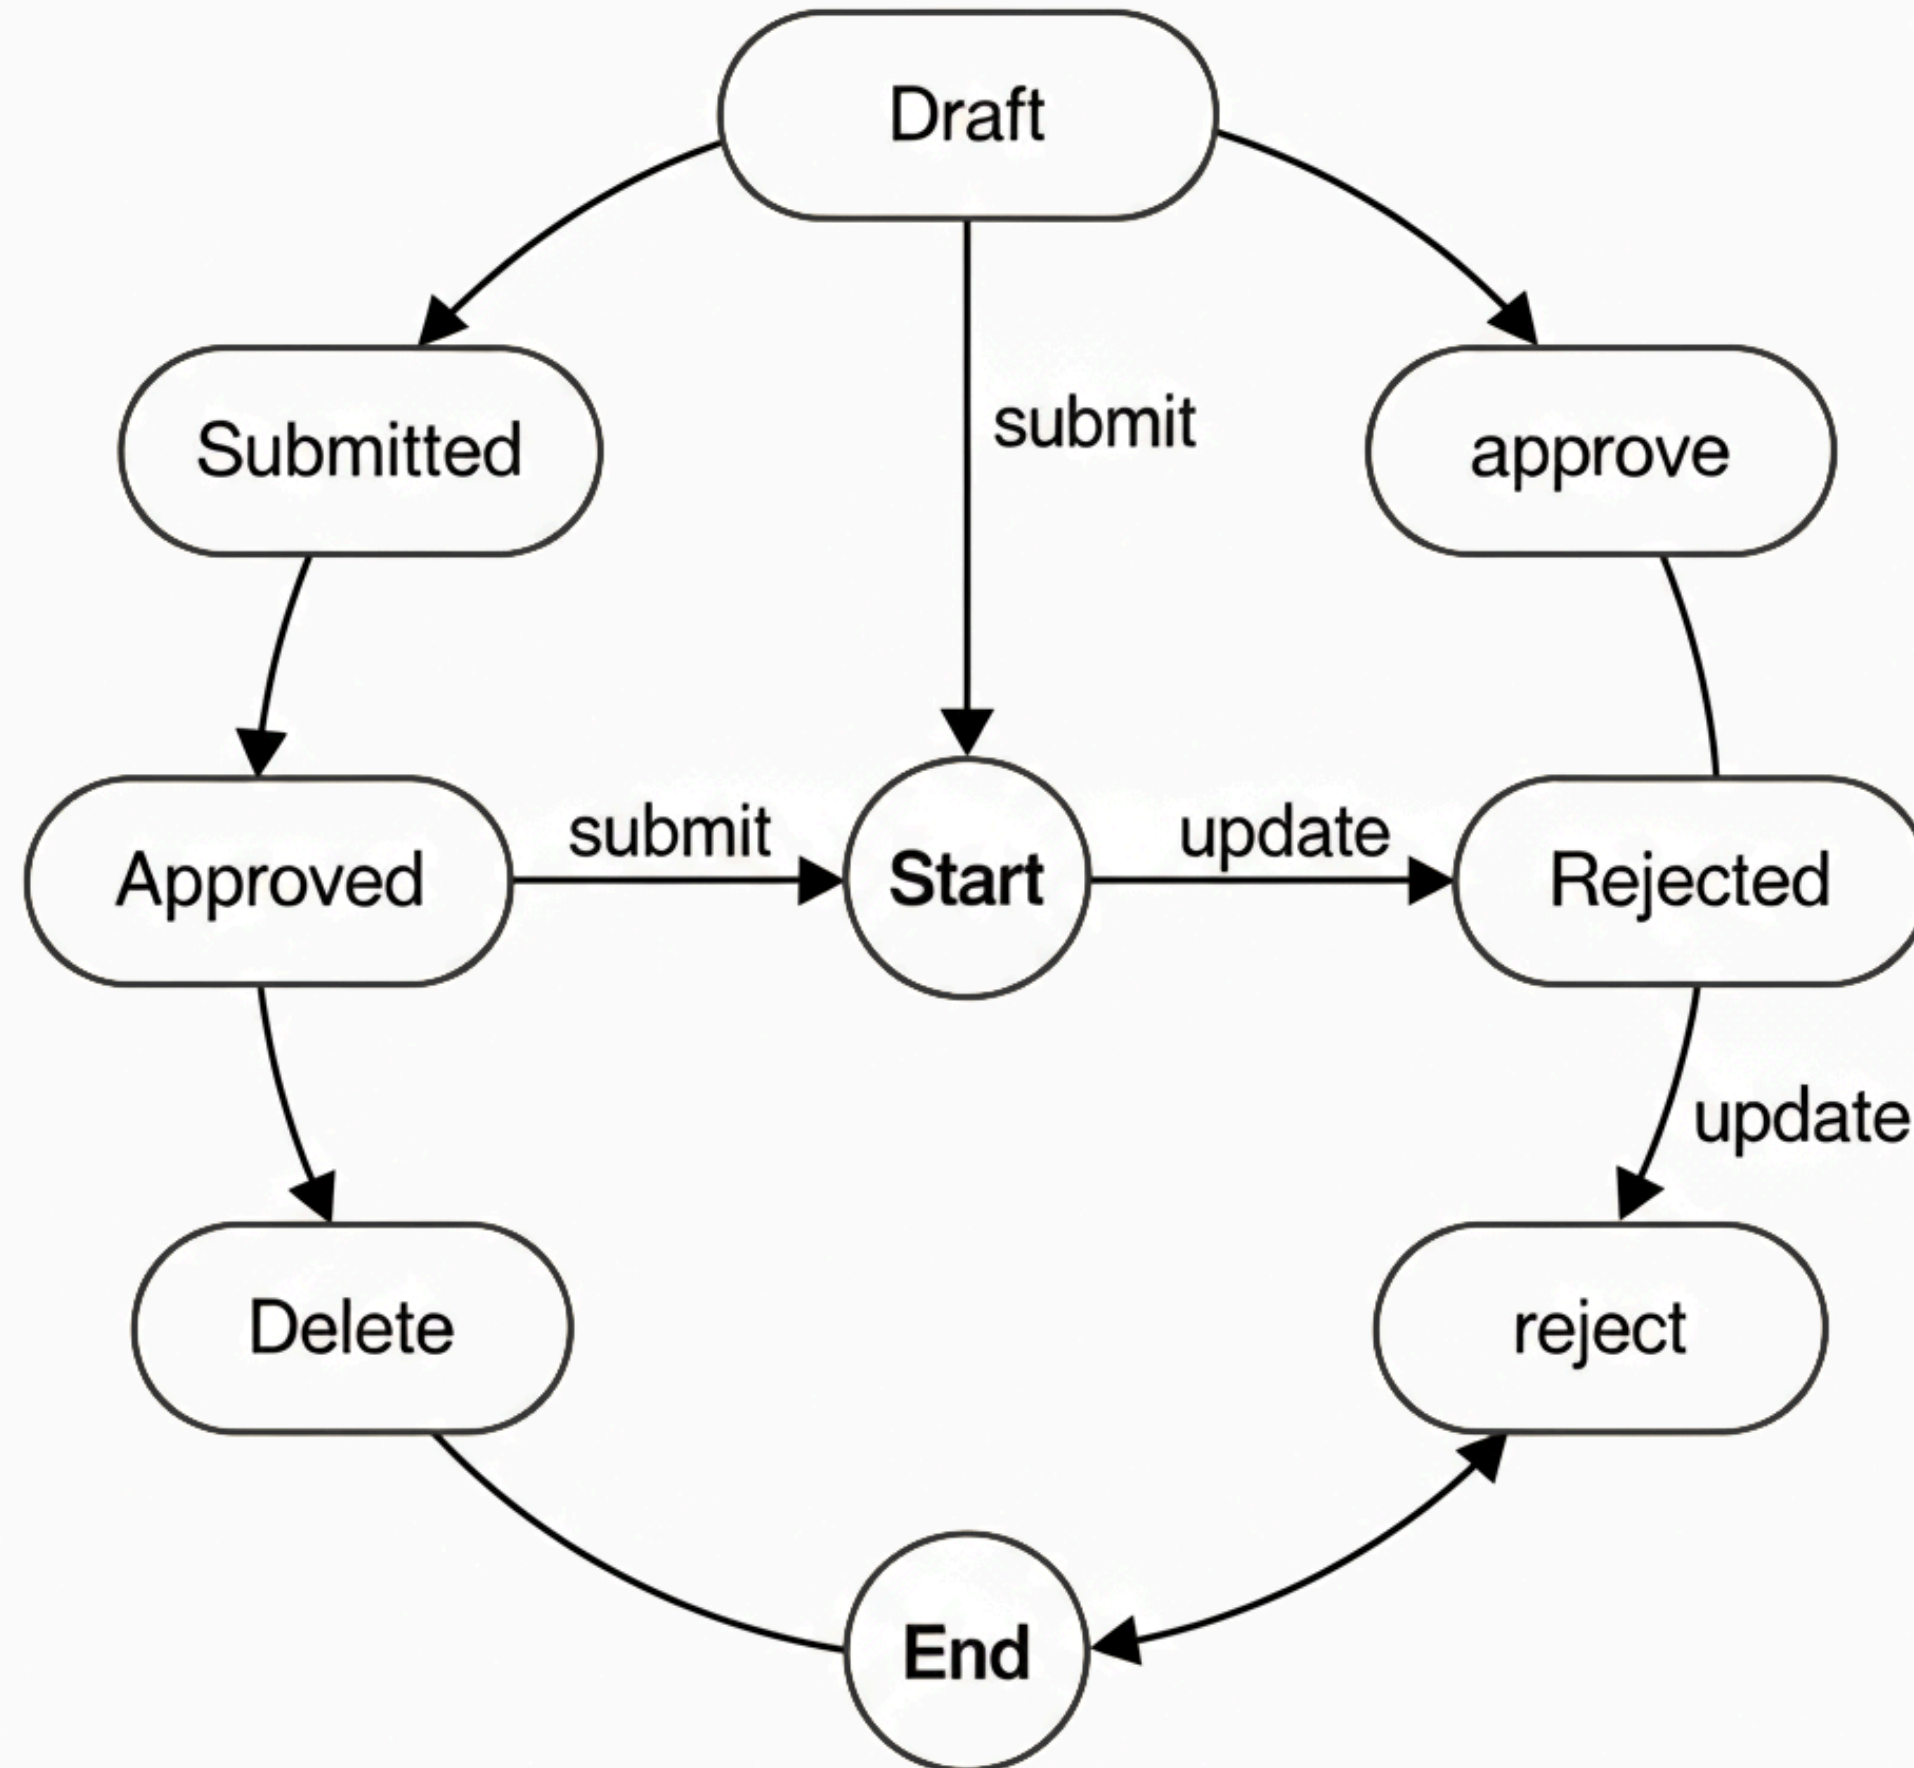 Draft
Submitted
submit
approve
Approved
submit
Start
update
Rejected
update
Delete
reject
End